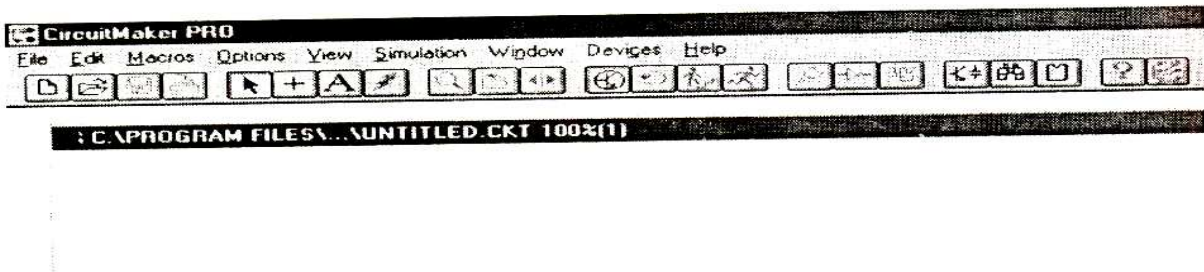 CircuitMaker PRO
File Edit Macros Options View Simulation Window Devices Help
A
C:\PROGRAM FILES\...\UNTITLED.CKT 100%(1)